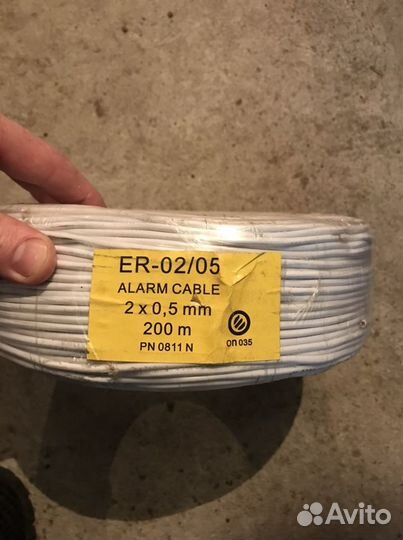 ER-02/05
ALARM CABLE
2 x 0,5 mm
200 m
PN 0811 N
ОП 035
Avito